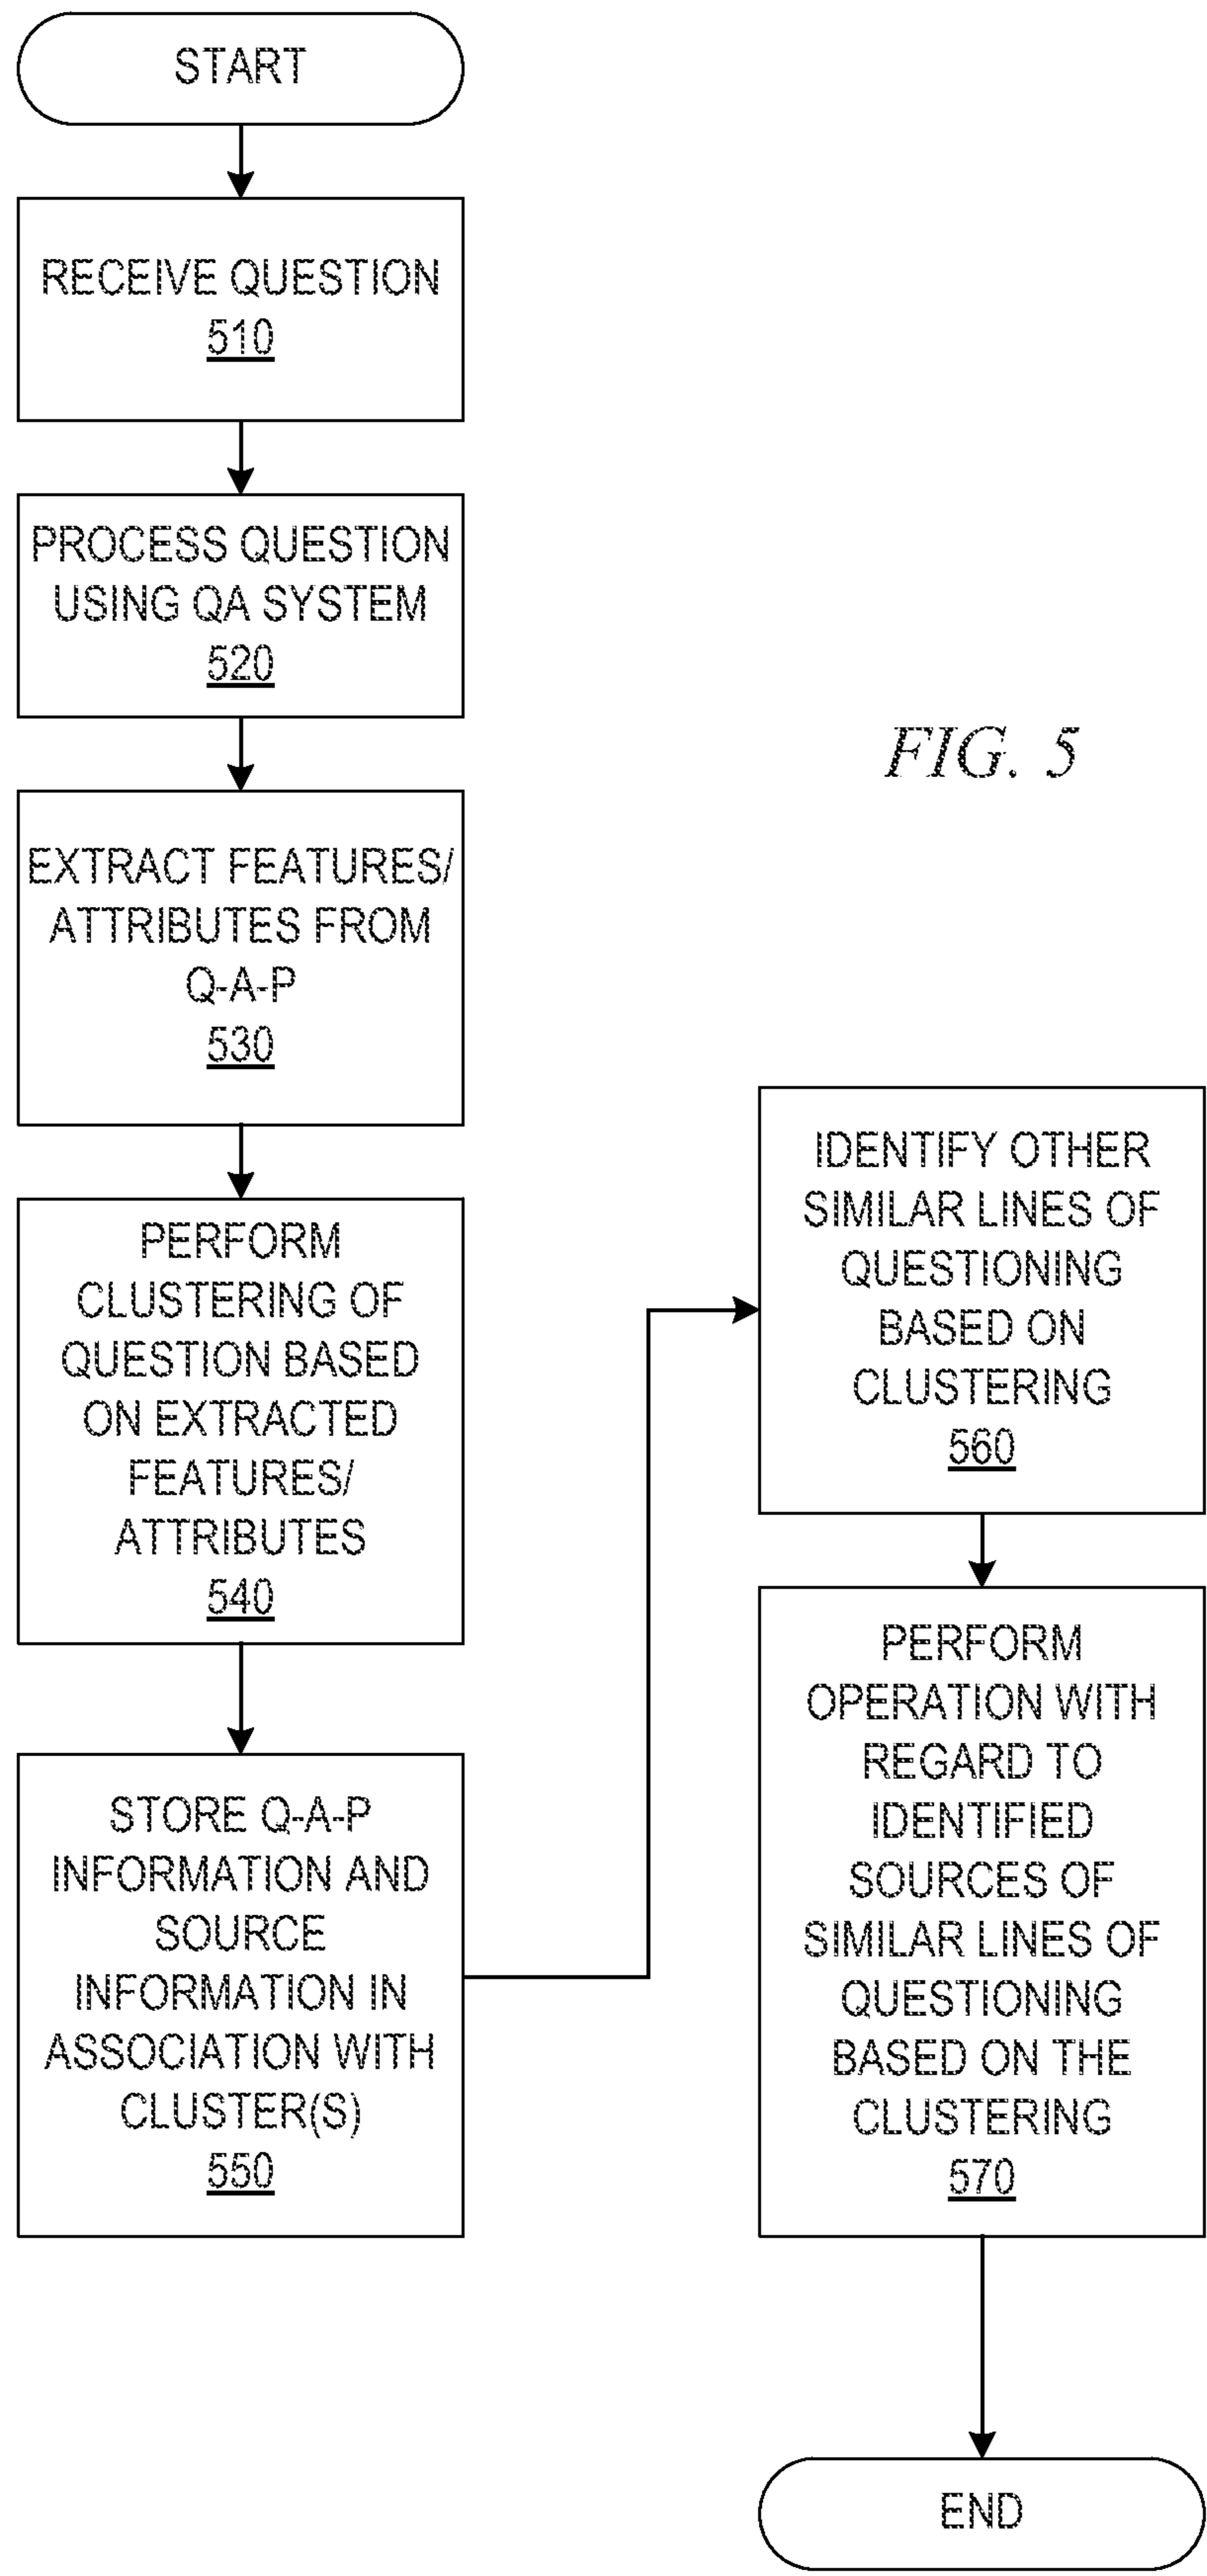 START
RECEIVE QUESTION
510
PROCESS QUESTION
USING QA SYSTEM
520
EXTRACT FEATURES/
ATTRIBUTES FROM
Q-A-P
530
PERFORM
CLUSTERING OF
QUESTION BASED
ON EXTRACTED
FEATURES/
ATTRIBUTES
540
STORE Q-A-P
INFORMATION AND
SOURCE
INFORMATION IN
ASSOCIATION WITH
CLUSTER(S)
550
FIG. 5
IDENTIFY OTHER
SIMILAR LINES OF
QUESTIONING
BASED ON
CLUSTERING
560
PERFORM
OPERATION WITH
REGARD TO
IDENTIFIED
SOURCES OF
SIMILAR LINES OF
QUESTIONING
BASED ON THE
CLUSTERING
570
END